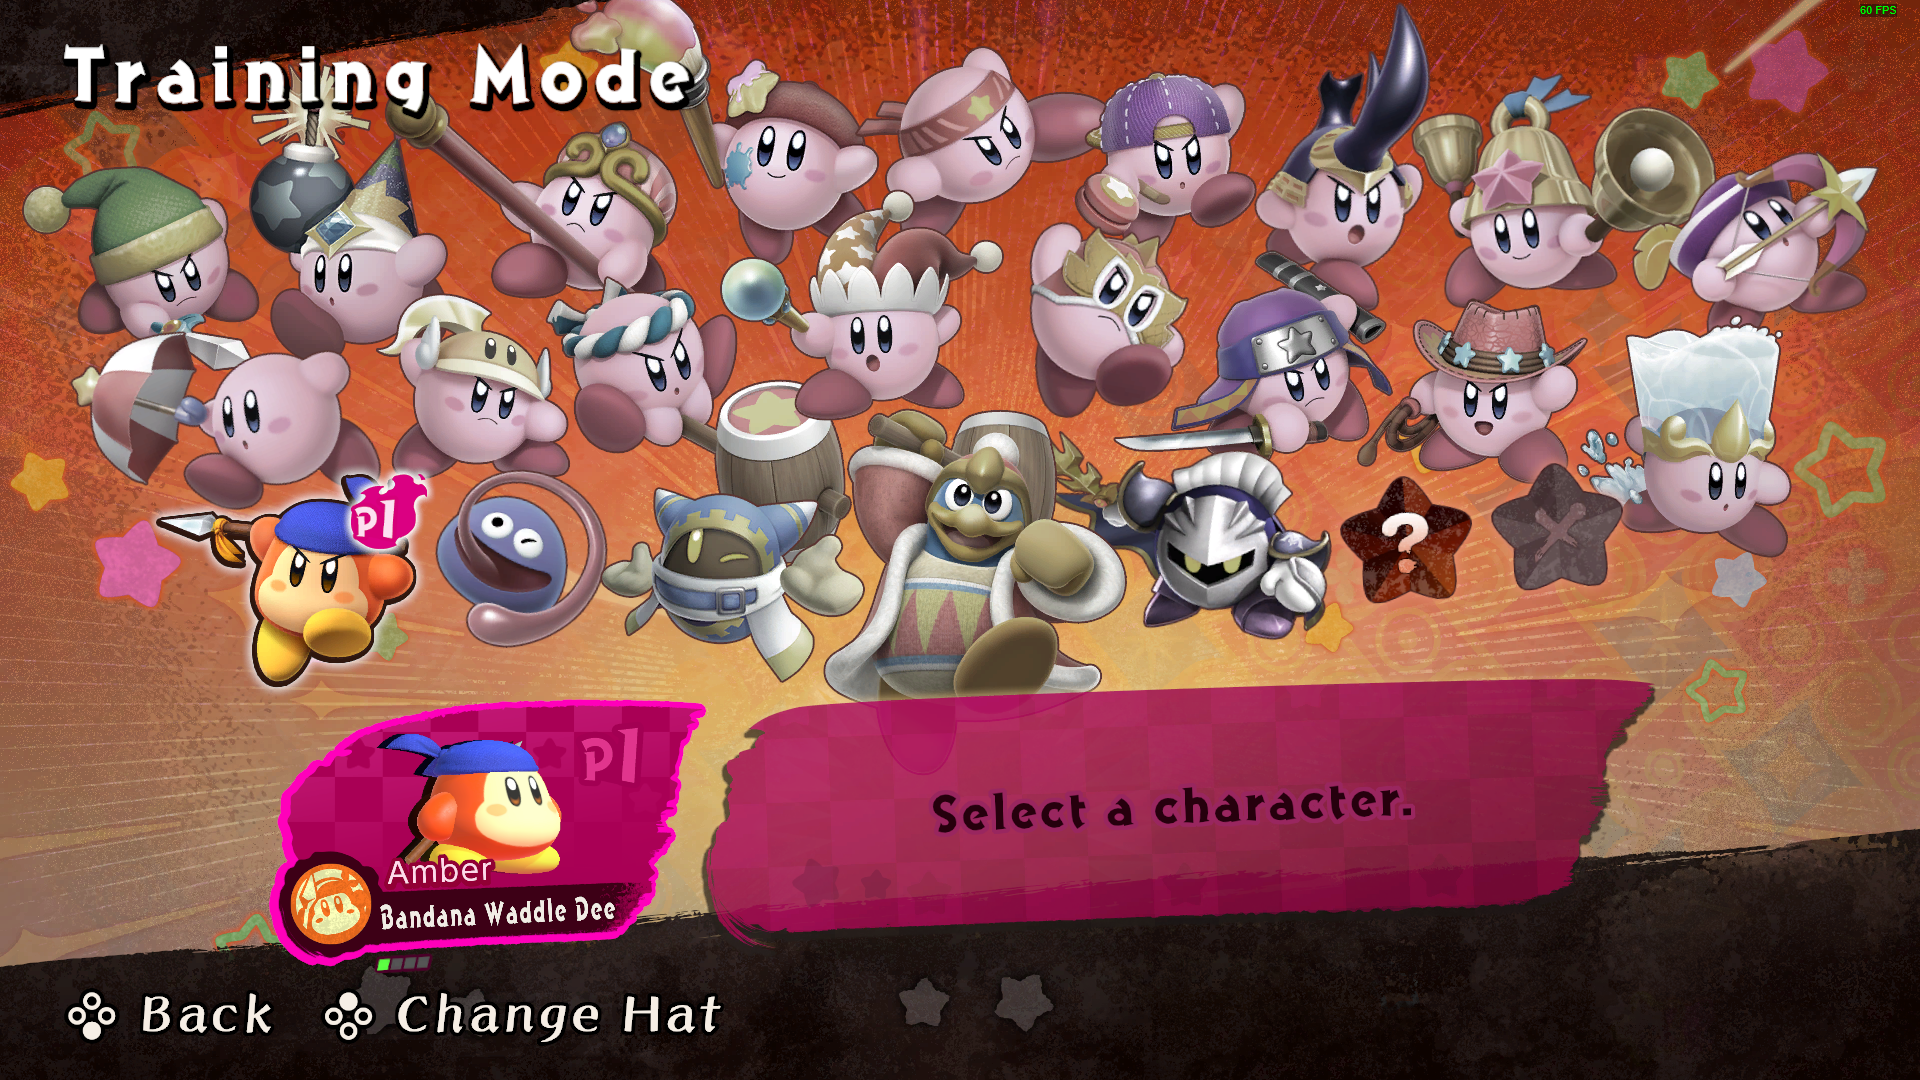 60 FPS
Training Mode
p1
?
p1
Amber
Bandana Waddle Dee
Select a character.
Back
Change Hat